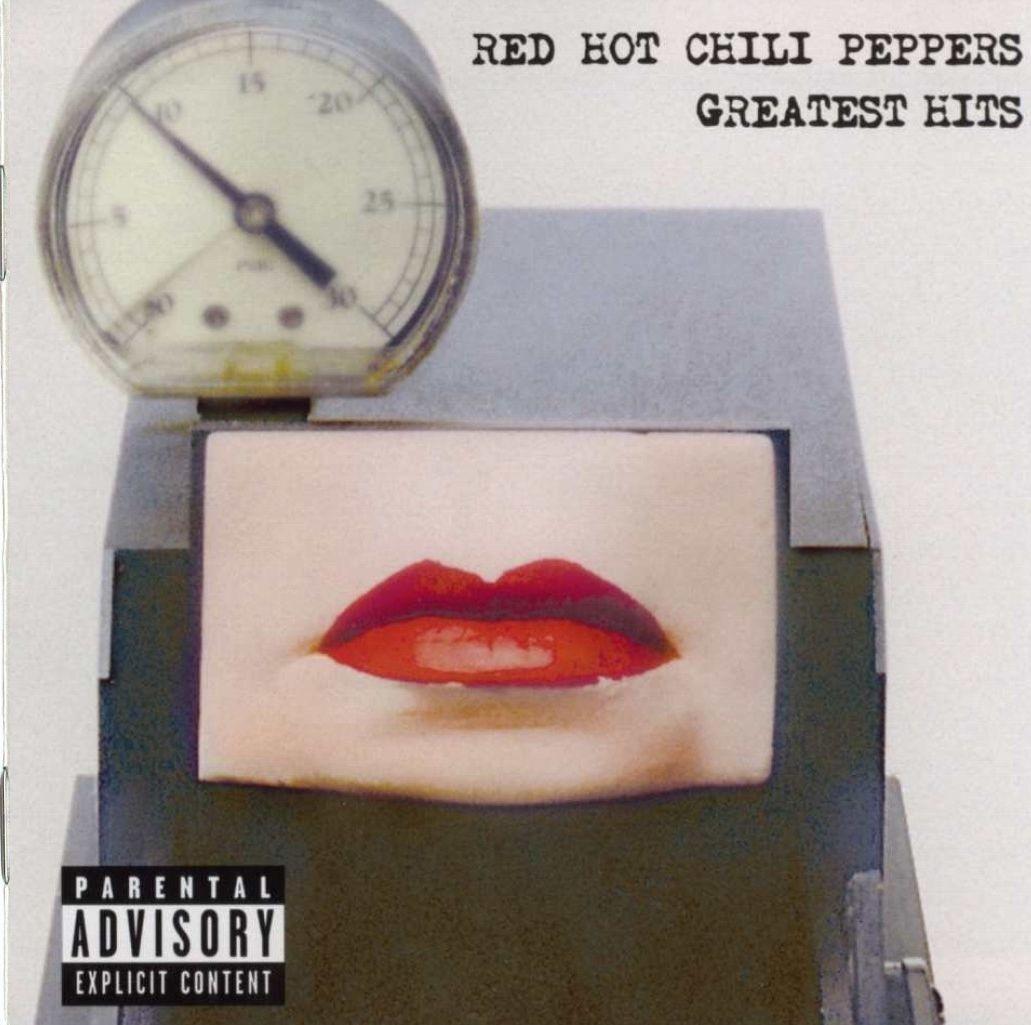 RED HOT CHILI PEPPERS
GREATEST HITS
15
10
20
5
25
30
PARENTAL
ADVISORY
EXPLICIT CONTENT